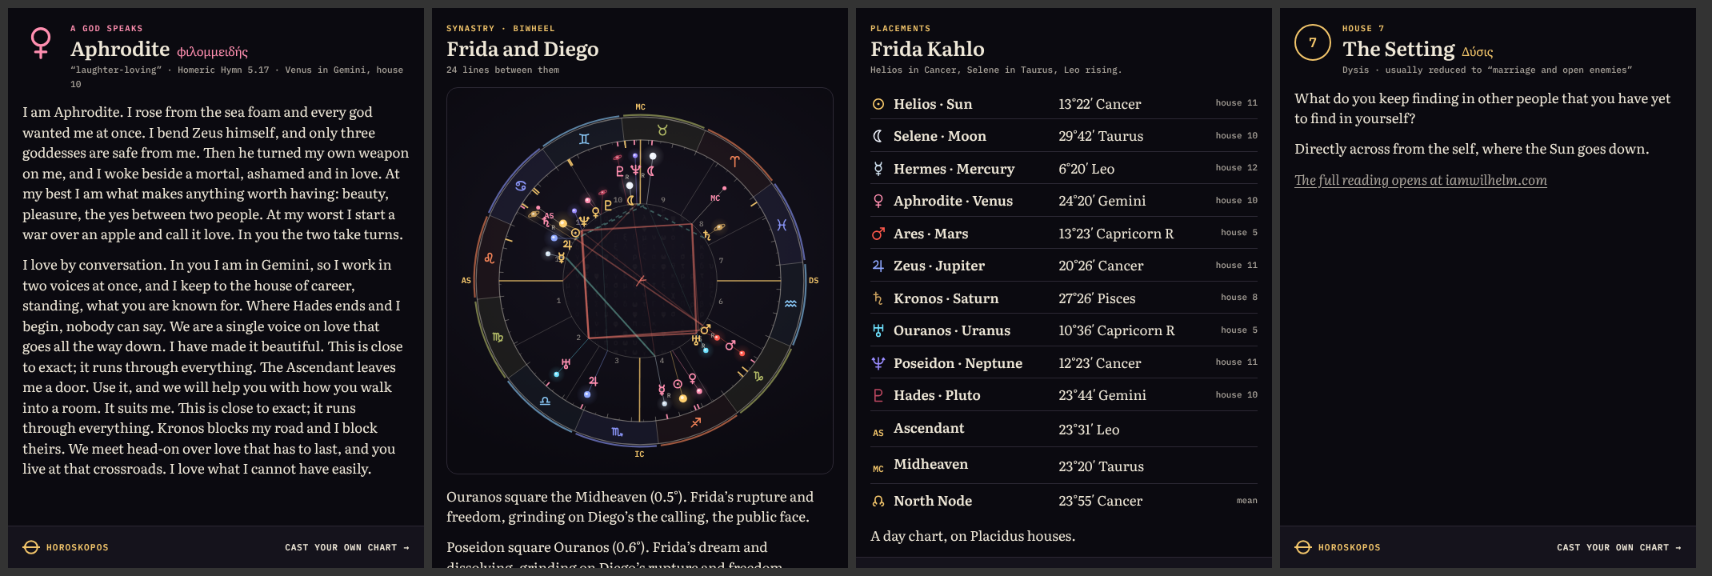 A GOD SPEAKS
Aphrodite φιλομμειδής
“laughter-loving” · Homeric Hymn 5.17 · Venus in Gemini, house
10
I am Aphrodite. I rose from the sea foam and every god
wanted me at once. I bend Zeus himself, and only three
goddesses are safe from me. Then he turned my own weapon
on me, and I woke beside a mortal, ashamed and in love. At
my best I am what makes anything worth having: beauty,
pleasure, the yes between two people. At my worst I start a
war over an apple and call it love. In you the two take turns.
I love by conversation. In you I am in Gemini, so I work in
two voices at once, and I keep to the house of career,
standing, what you are known for. Where Hades ends and I
begin, nobody can say. We are a single voice on love that
goes all the way down. I have made it beautiful. This is close
to exact; it runs through everything. The Ascendant leaves
me a door. Use it, and we will help you with how you walk
into a room. It suits me. This is close to exact; it runs
through everything. Kronos blocks my road and I block
theirs. We meet head-on over love that has to last, and you
live at that crossroads. I love what I cannot have easily.
HOROSKOPOS
CAST YOUR OWN CHART →
SYNASTRY · BIWHEEL
Frida and Diego
24 lines between them
MC
MC
AS
AS
DS
IC
10
9
8
7
6
4
3
2
1
Ouranos square the Midheaven (0.5°). Frida’s rupture and
freedom, grinding on Diego’s the calling, the public face.
Poseidon square Ouranos (0.6°). Frida’s dream and
dissolving, grinding on Diego’s rupture and freedom
PLACEMENTS
Frida Kahlo
Helios in Cancer, Selene in Taurus, Leo rising.
Helios · Sun 13°22′ Cancer house 11
Selene · Moon 29°42′ Taurus house 10
Hermes · Mercury 6°20′ Leo house 12
Aphrodite · Venus 24°20′ Gemini house 10
Ares · Mars 13°23′ Capricorn R house 5
Zeus · Jupiter 20°26′ Cancer house 11
Kronos · Saturn 27°26′ Pisces house 8
Ouranos · Uranus 10°36′ Capricorn R house 5
Poseidon · Neptune 12°23′ Cancer house 11
Hades · Pluto 23°44′ Gemini house 10
AS Ascendant 23°31′ Leo
MC Midheaven 23°20′ Taurus
North Node 23°55′ Cancer mean
A day chart, on Placidus houses.
7
HOUSE 7
The Setting Δύσις
Dysis · usually reduced to “marriage and open enemies”
What do you keep finding in other people that you have yet
to find in yourself?
Directly across from the self, where the Sun goes down.
The full reading opens at iamwilhelm.com
HOROSKOPOS
CAST YOUR OWN CHART →